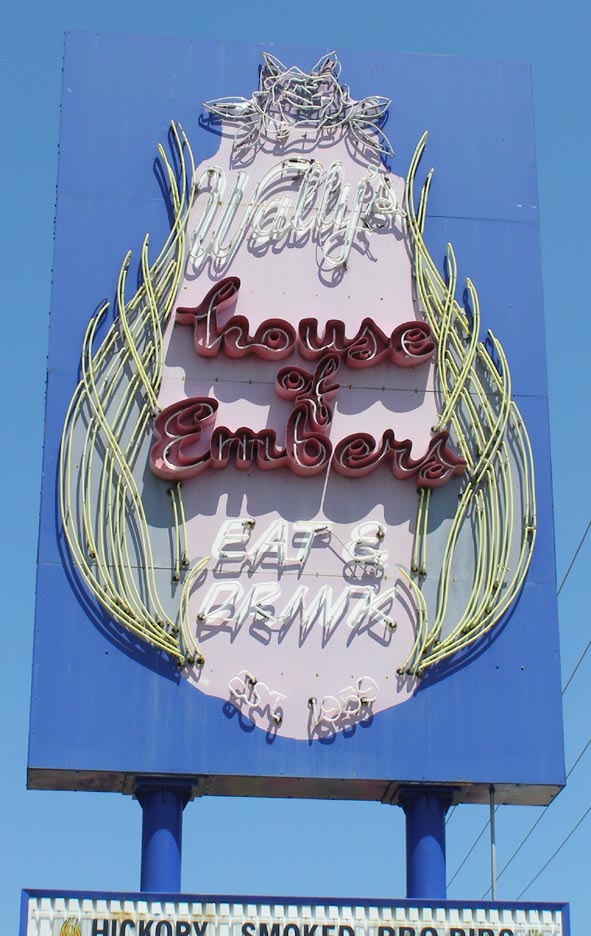 Wally's
house
of
Embers
EAT &
DRINK
EST 1959
HICKORY SMOKED BBQ RIBS